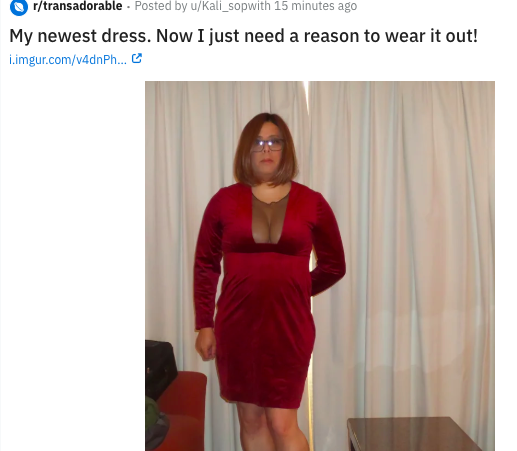 r/transadorable · Posted by u/Kali_sopwith 15 minutes ago
My newest dress. Now I just need a reason to wear it out!
i.imgur.com/v4dnPh...